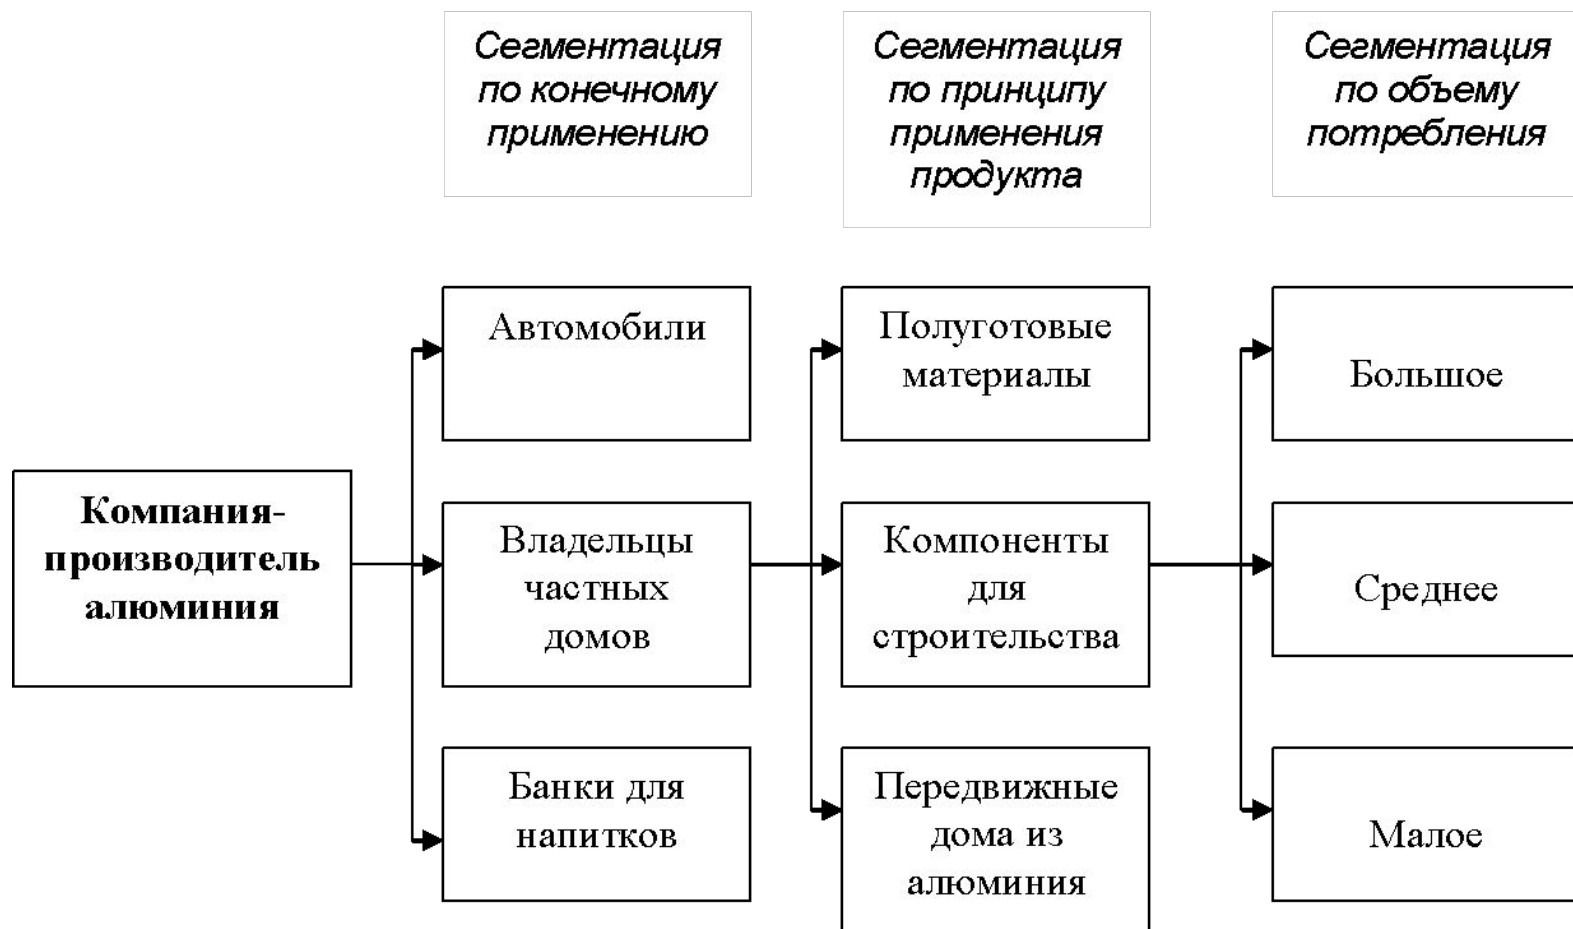 Сегментация
по конечному
применению
Сегментация
по принципу
применения
продукта
Сегментация
по объему
потребления
Компания-
производитель
алюминия
Автомобили
Владельцы
частных
домов
Банки для
напитков
Полуготовые
материалы
Компоненты
для
строительства
Передвижные
дома из
алюминия
Большое
Среднее
Малое